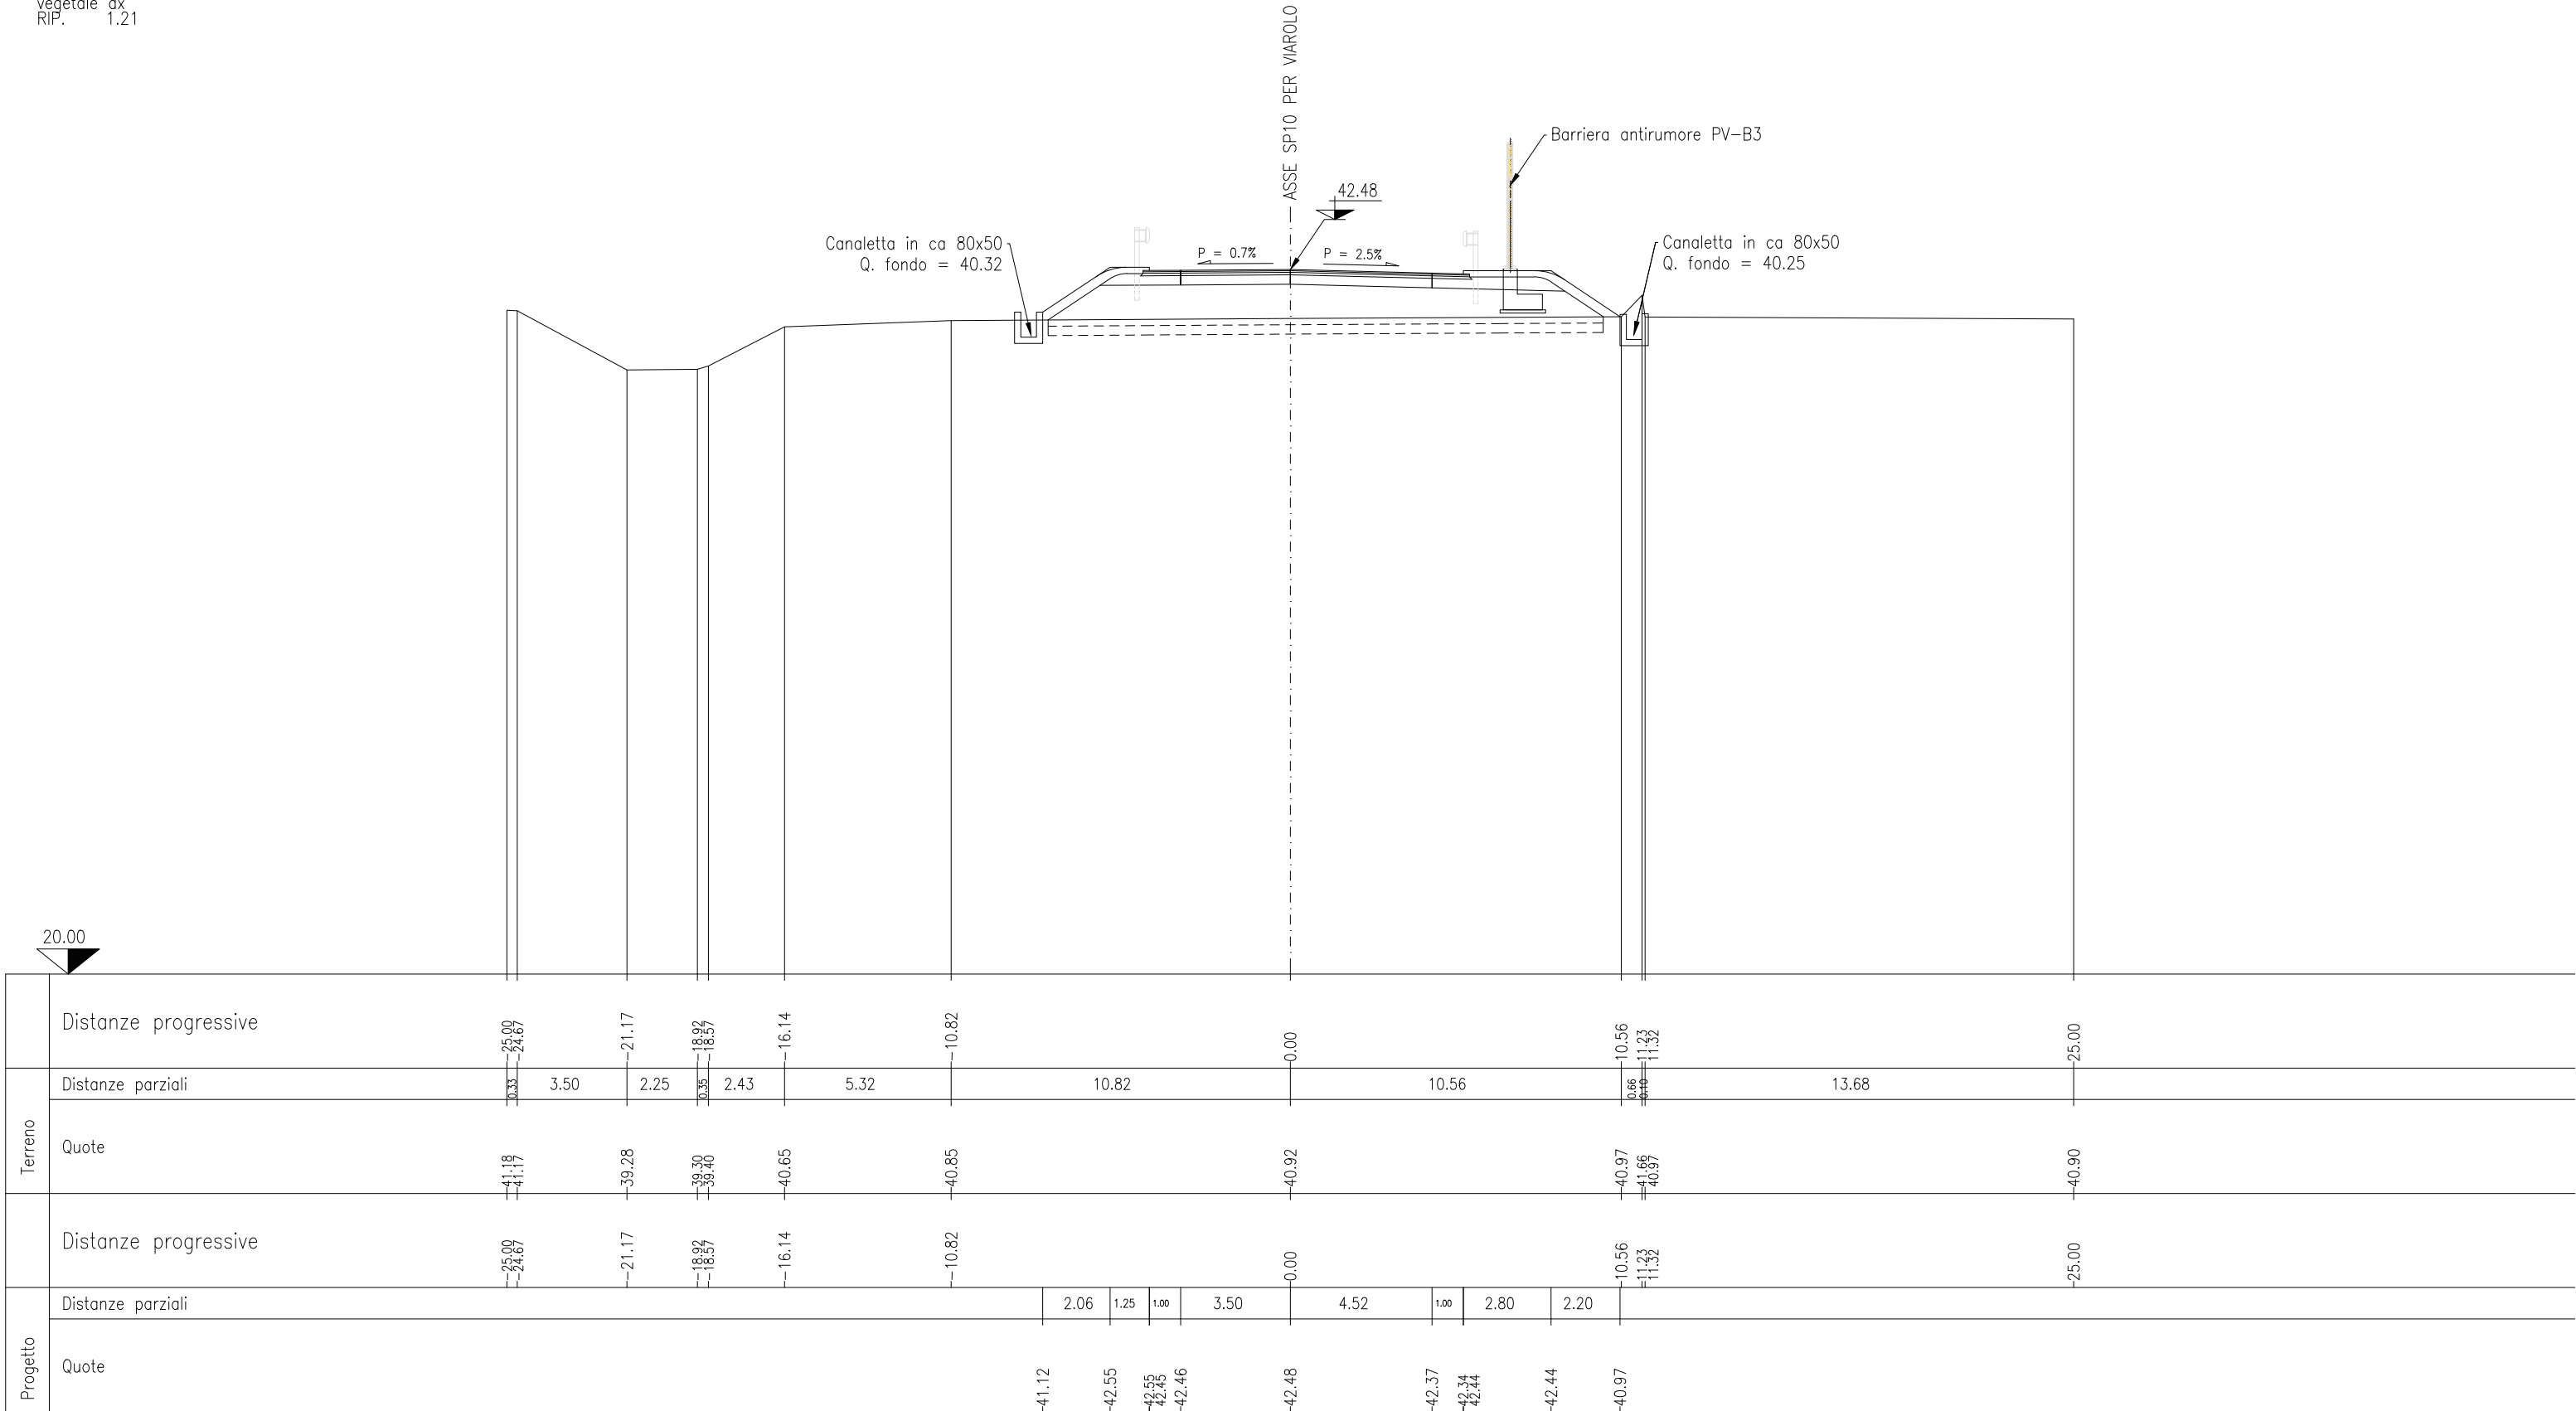 vegetale dx
RIP. 1.21
ASSE SP10 PER VIAROLO
Barriera antirumore PV-B3
42.48
Canaletta in ca 80x50
Q. fondo = 40.32
P = 0.7%
P = 2.5%
Canaletta in ca 80x50
Q. fondo = 40.25
20.00
Distanze progressive
-25.00 -24.67 -21.17 -18.92 -18.57 -16.14 -10.82 0.00 10.56 11.23 11.32 25.00
Terreno
Distanze parziali
0.33 3.50 2.25 0.35 2.43 5.32 10.82 10.56 0.66 0.10 13.68
Quote
41.18 41.17 39.28 39.30 39.40 40.65 40.85 40.92 40.97 41.66 40.97 40.90
Distanze progressive
-25.00 -24.67 -21.17 -18.92 -18.57 -16.14 -10.82 0.00 10.56 11.23 11.32 25.00
Progetto
Distanze parziali
2.06 1.25 1.00 3.50 4.52 1.00 2.80 2.20
Quote
41.12 42.55 42.55 42.45 42.46 42.48 42.37 42.34 42.44 42.44 40.97